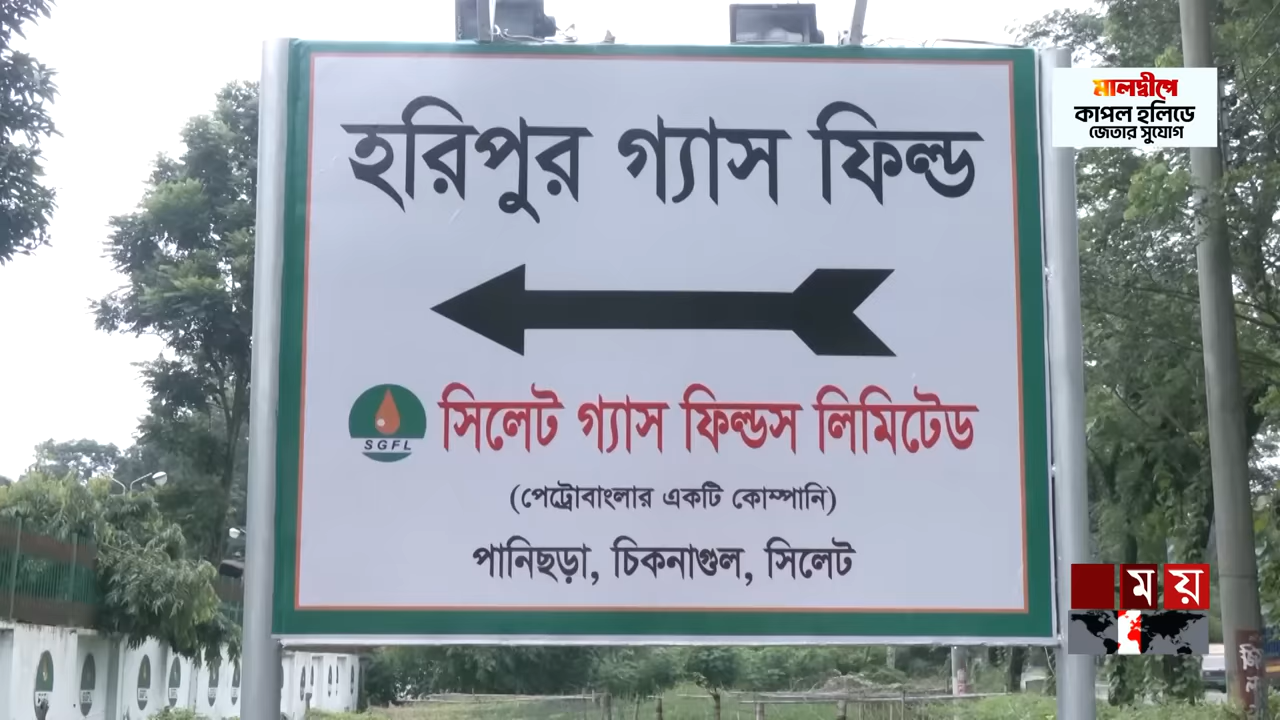 হরিপুর গ্যাস ফিল্ড
SGFL
সিলেট গ্যাস ফিল্ডস লিমিটেড
(পেট্রোবাংলার একটি কোম্পানি)
পানিছড়া, চিকনাগুল, সিলেট
মালদ্বীপে
কাপল হলিডে
জেতার সুযোগ
ময়